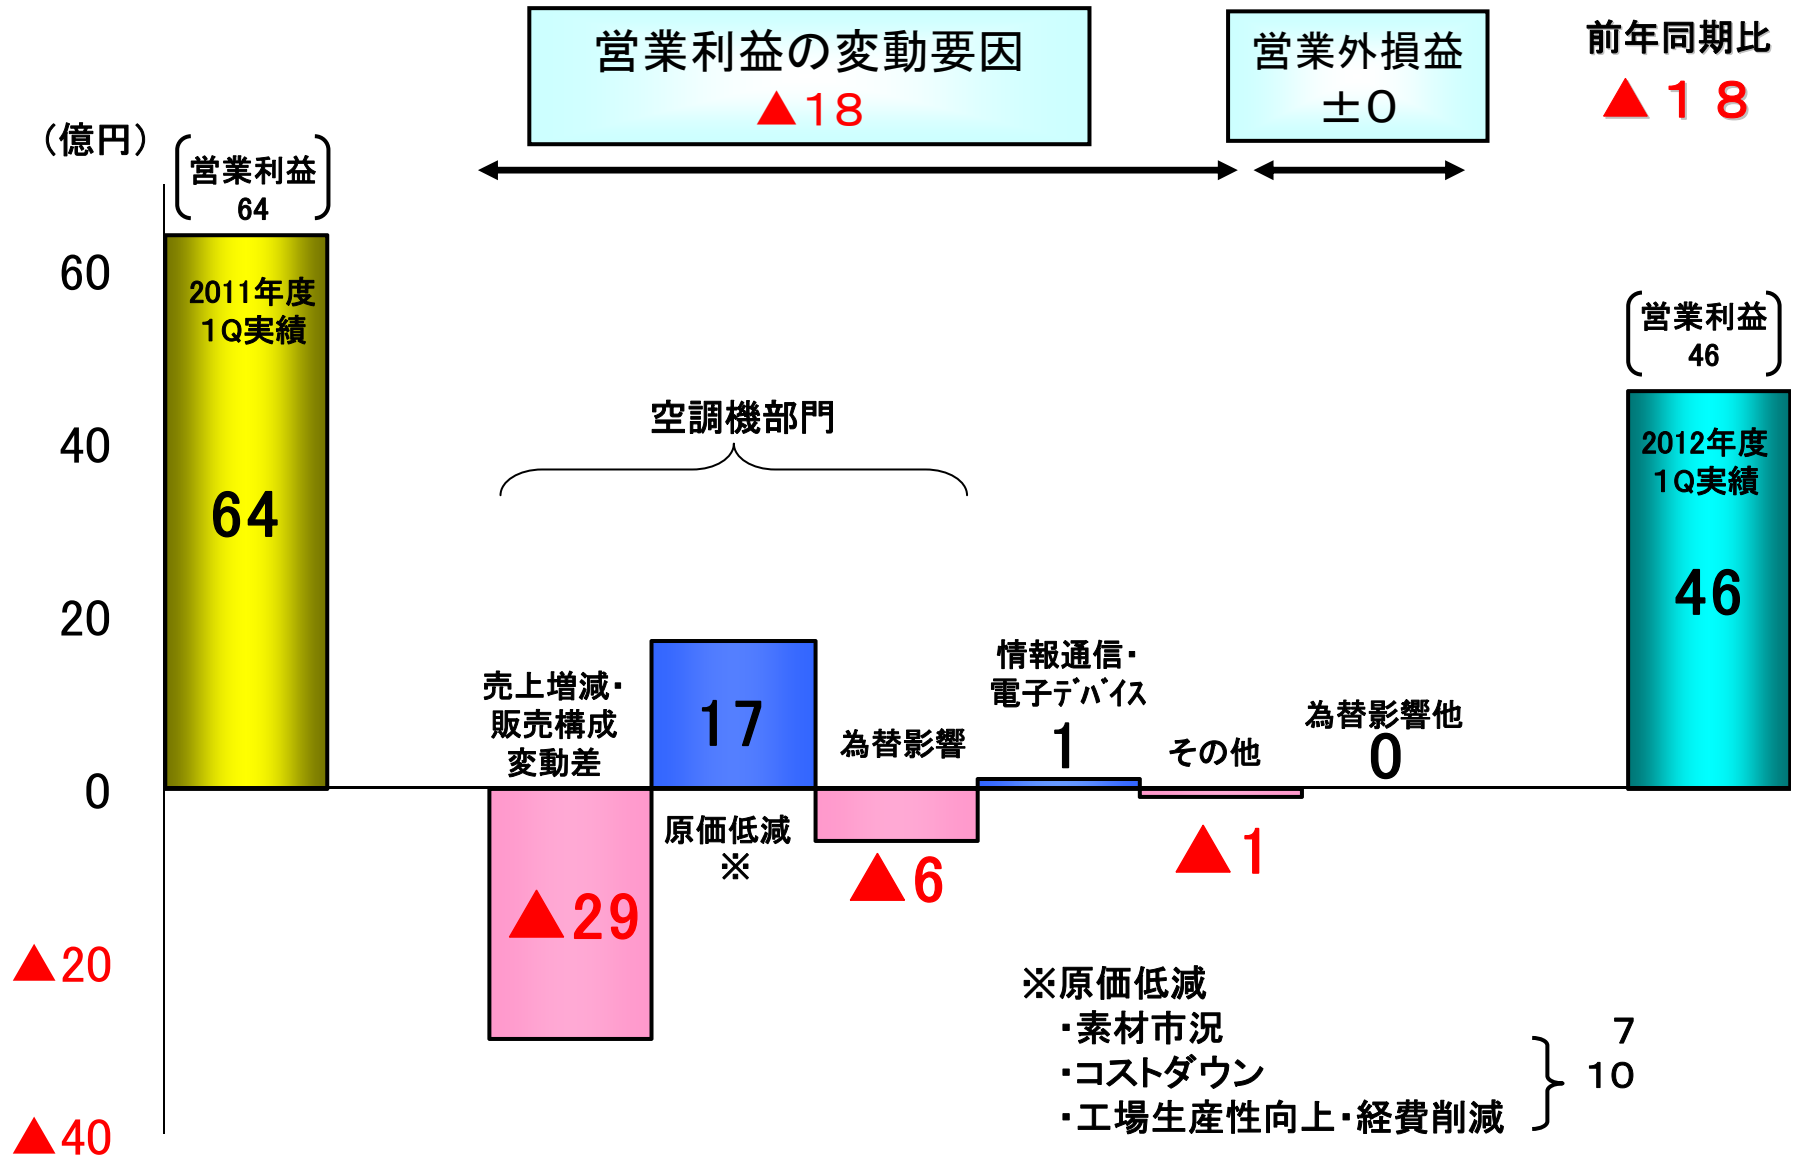 営業利益の変動要因
▲18
営業外損益
±0
前年同期比
▲18
（億円）
営業利益
64
2011年度
1Q実績
64
60
40
20
0
▲20
▲40
空調機部門
売上増減・
販売構成
変動差
▲29
17
原価低減
※
為替影響
▲6
情報通信・
電子ﾃﾞﾊﾞｲｽ
1
その他
▲1
為替影響他
0
営業利益
46
2012年度
1Q実績
46
※原価低減
・素材市況 7
・コストダウン 10
・工場生産性向上・経費削減